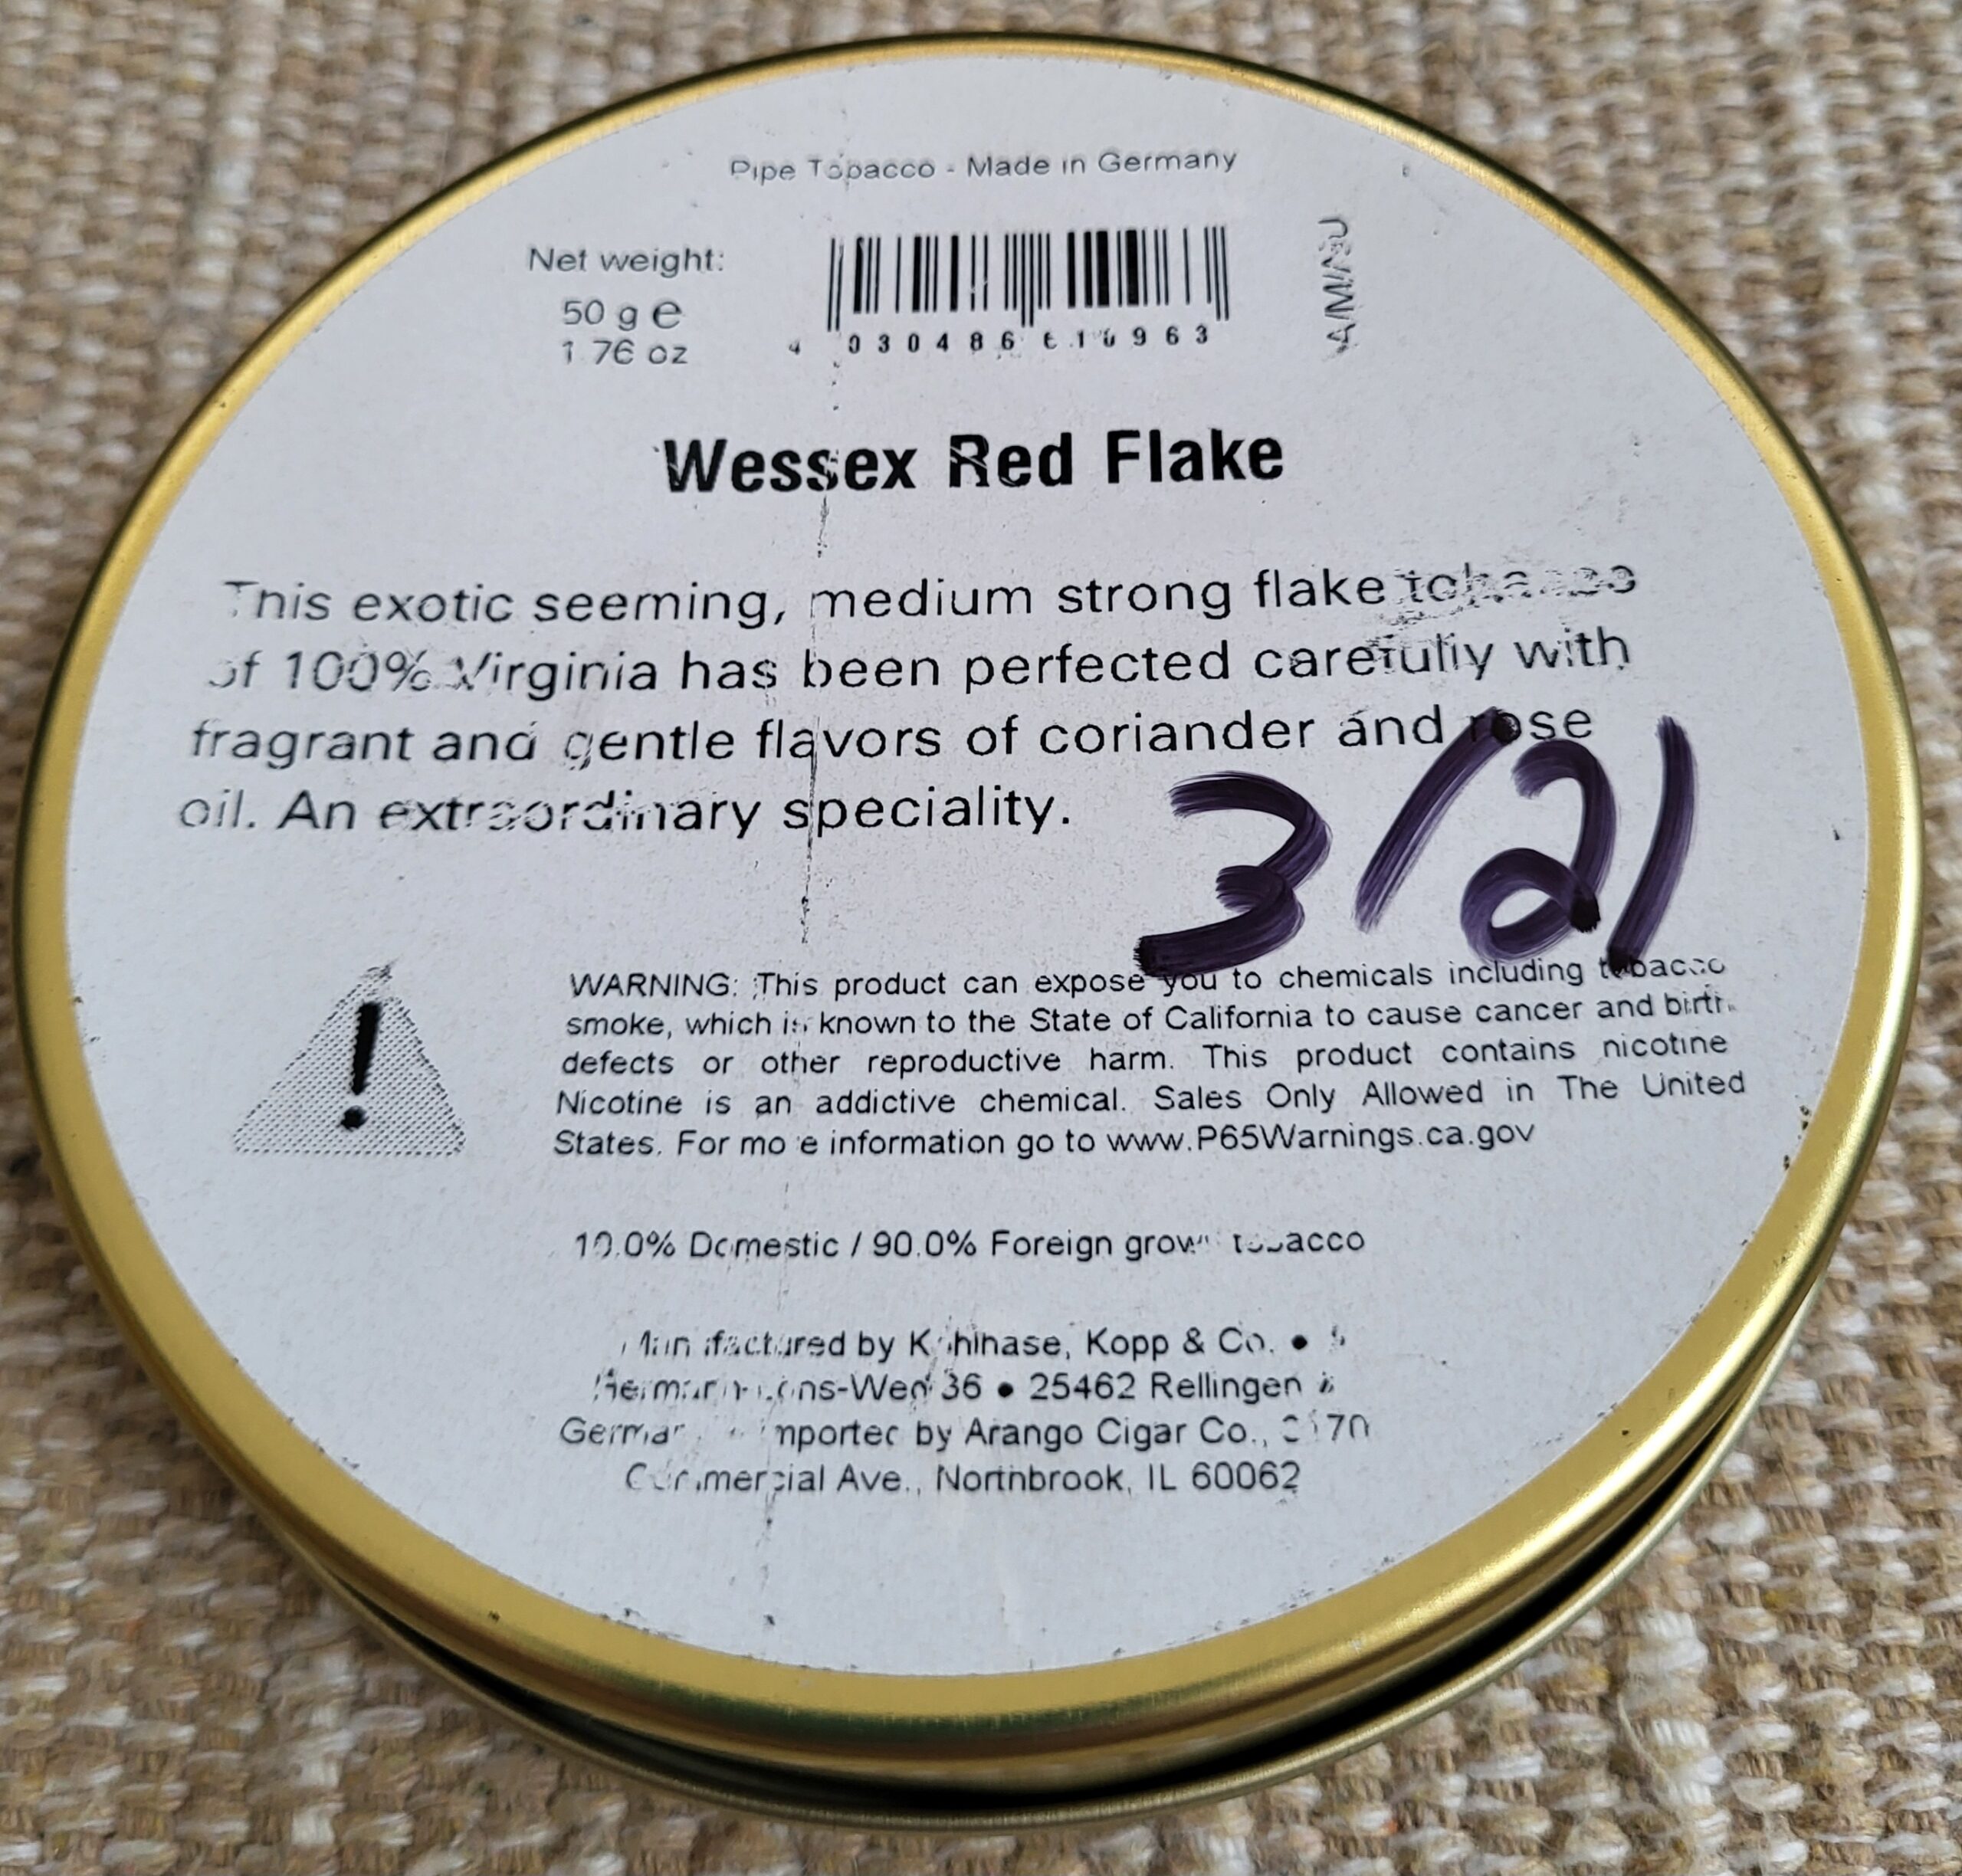 Pipe Tobacco - Made in Germany
Net weight:
50 g e
1.76 oz
Wessex Red Flake
This exotic seeming, medium strong flake tobacco
of 100% Virginia has been perfected carefully with
fragrant and gentle flavors of coriander and rose
oil. An extraordinary speciality.
3/21
WARNING: This product can expose you to chemicals including tobacco
smoke, which is known to the State of California to cause cancer and birth
defects or other reproductive harm. This product contains nicotine
Nicotine is an addictive chemical. Sales Only Allowed in The United
States. For more information go to www.P65Warnings.ca.gov
10.0% Domestic / 90.0% Foreign grown tobacco
Manufactured by Kohlhase, Kopp & Co. •
36 • 25462 Rellingen
Germany Imported by Arango Cigar Co.,
Commercial Ave., Northbrook, IL 60062